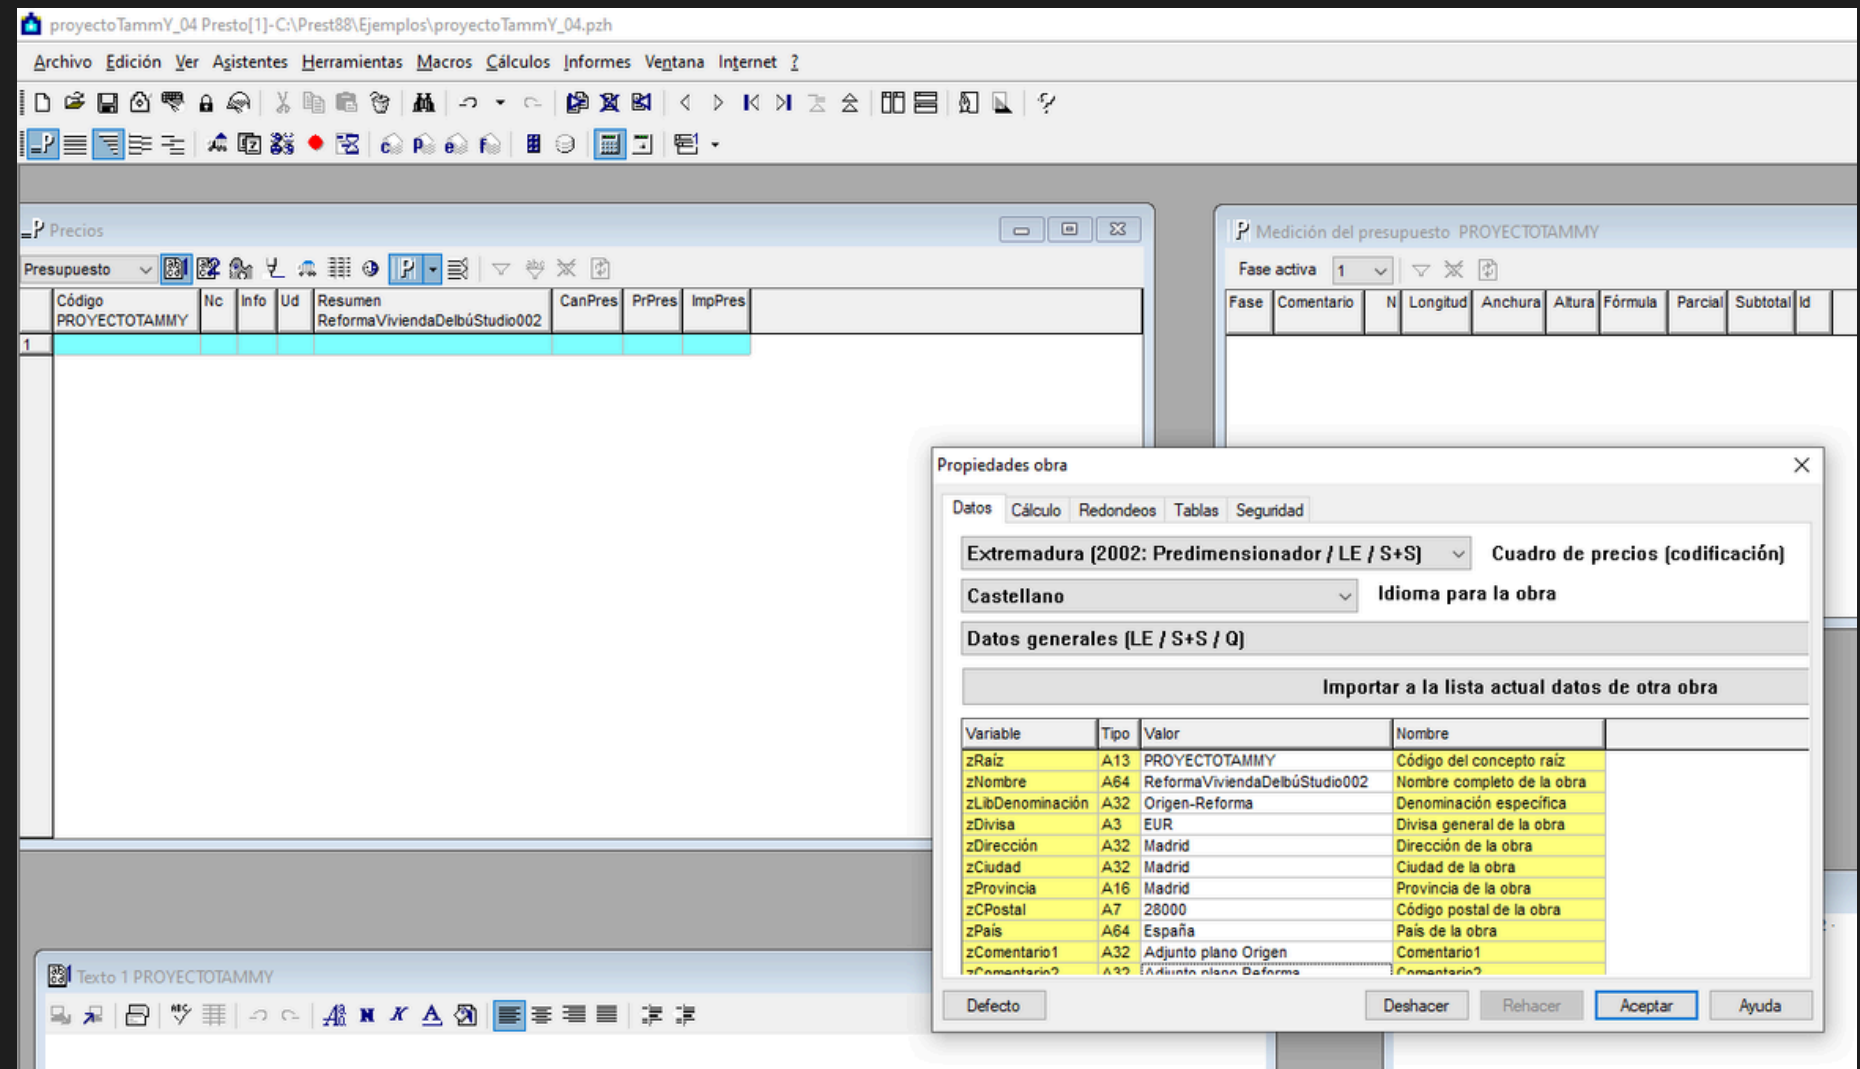 proyectoTammY_04 Presto[1]-C:\Prest88\Ejemplos\proyectoTammY_04.pzh
Archivo Edición Ver Asistentes Herramientas Macros Cálculos Informes Ventana Internet ?
Precios
Presupuesto
Código Nc Info Ud Resumen CanPres PrPres ImpPres
PROYECTOTAMMY ReformaViviendaDelbúStudio002
1
Medición del presupuesto PROYECTOTAMMY
Fase activa 1
Fase Comentario N Longitud Anchura Altura Fórmula Parcial Subtotal Id
Propiedades obra
Datos Cálculo Redondeos Tablas Seguridad
Extremadura (2002: Predimensionador / LE / S+S) Cuadro de precios (codificación)
Castellano Idioma para la obra
Datos generales (LE / S+S / Q)
Importar a la lista actual datos de otra obra
Variable Tipo Valor Nombre
zRaíz A13 PROYECTOTAMMY Código del concepto raíz
zNombre A64 ReformaViviendaDelbúStudio002 Nombre completo de la obra
zLibDenominación A32 Origen-Reforma Denominación específica
zDivisa A3 EUR Divisa general de la obra
zDirección A32 Madrid Dirección de la obra
zCiudad A32 Madrid Ciudad de la obra
zProvincia A16 Madrid Provincia de la obra
zCPostal A7 28000 Código postal de la obra
zPaís A64 España País de la obra
zComentario1 A32 Adjunto plano Origen Comentario1
zComentario2 A32 Adjunto plano Reforma Comentario2
Defecto Deshacer Rehacer Aceptar Ayuda
Texto 1 PROYECTOTAMMY